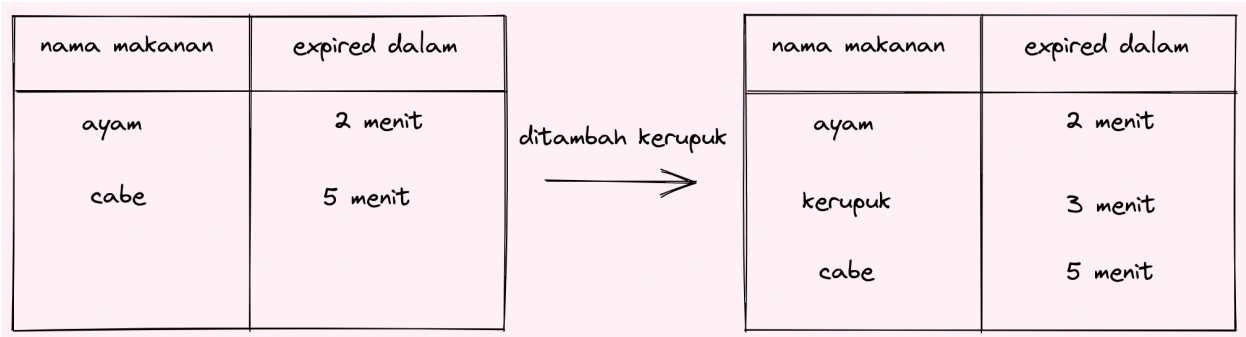 nama makanan expired dalam
ayam 2 menit
cabe 5 menit
ditambah kerupuk
nama makanan expired dalam
ayam 2 menit
kerupuk 3 menit
cabe 5 menit